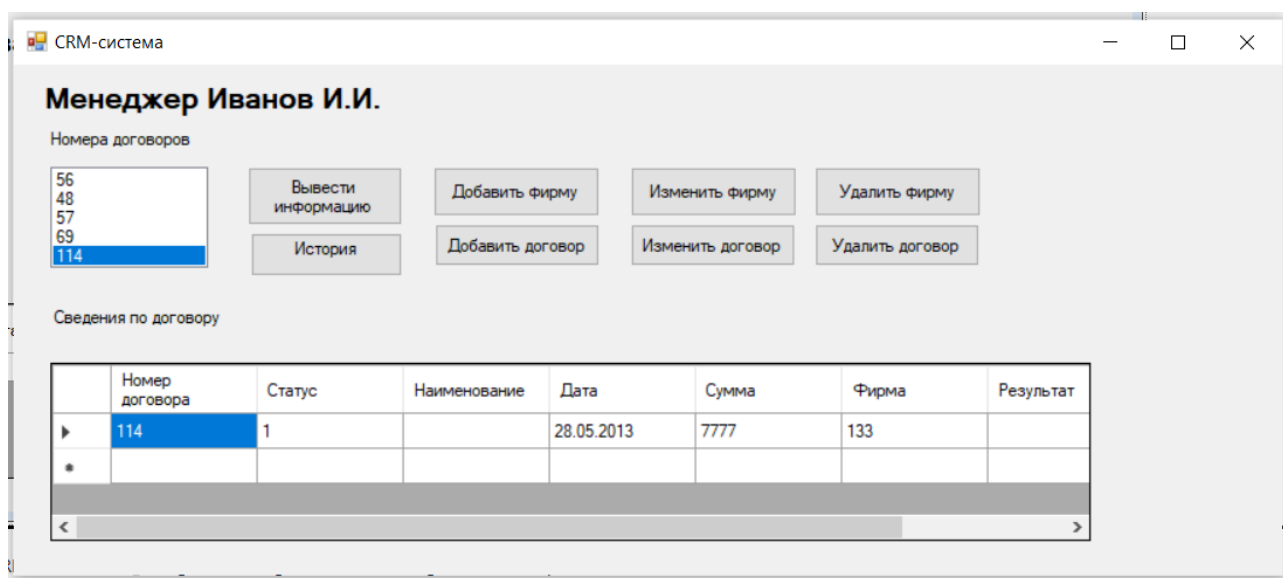 CRM-система
Менеджер Иванов И.И.
Номера договоров
56
48
57
69
114
Вывести
информацию
Добавить фирму
Изменить фирму
Удалить фирму
История
Добавить договор
Изменить договор
Удалить договор
Сведения по договору
Номер
договора
Статус
Наименование
Дата
Сумма
Фирма
Результат
114
1
28.05.2013
7777
133